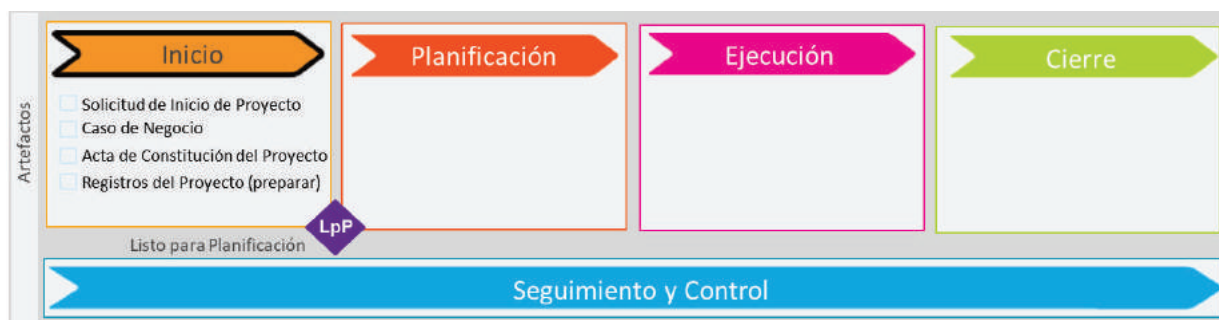 Artefactos
Inicio
Solicitud de Inicio de Proyecto
Caso de Negocio
Acta de Constitución del Proyecto
Registros del Proyecto (preparar)
LpP
Listo para Planificación
Planificación
Ejecución
Cierre
Seguimiento y Control